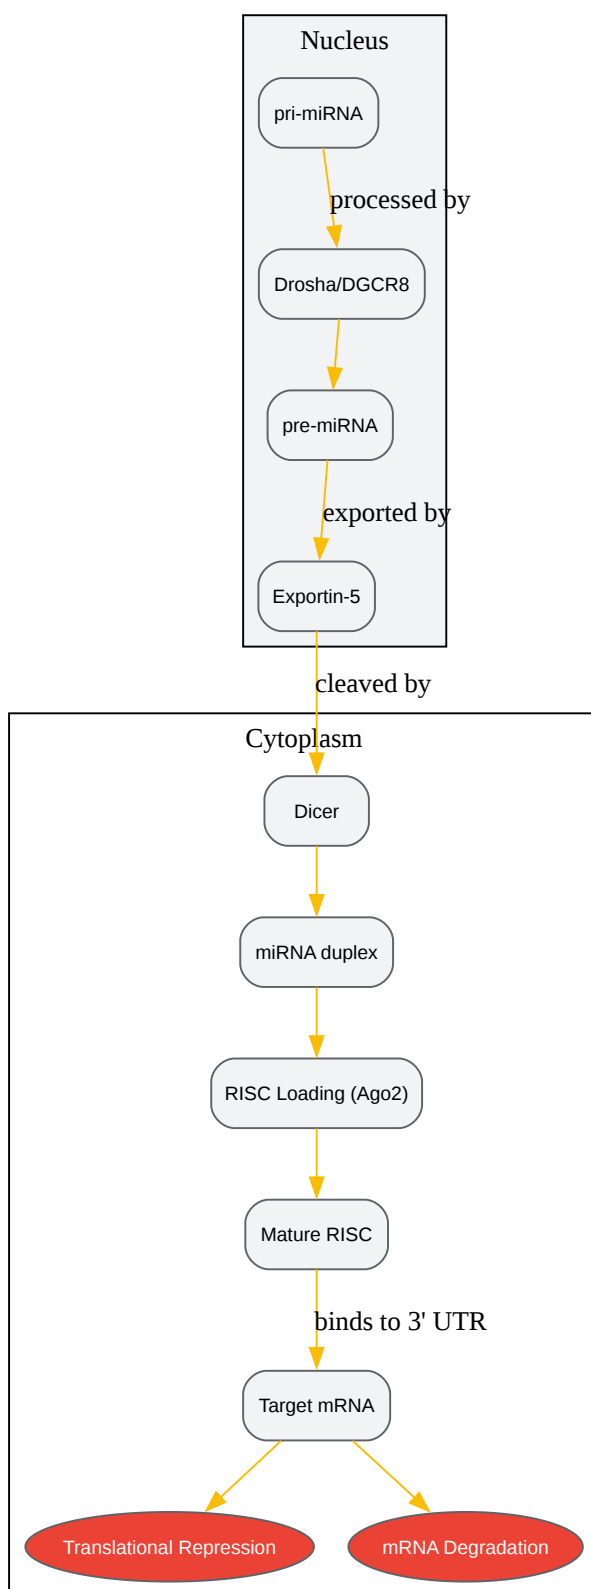 Nucleus
pri-miRNA
processed by
Drosha/DGCR8
pre-miRNA
exported by
Exportin-5
cleaved by
Cytoplasm
Dicer
miRNA duplex
RISC Loading (Ago2)
Mature RISC
binds to 3' UTR
Target mRNA
Translational Repression
mRNA Degradation